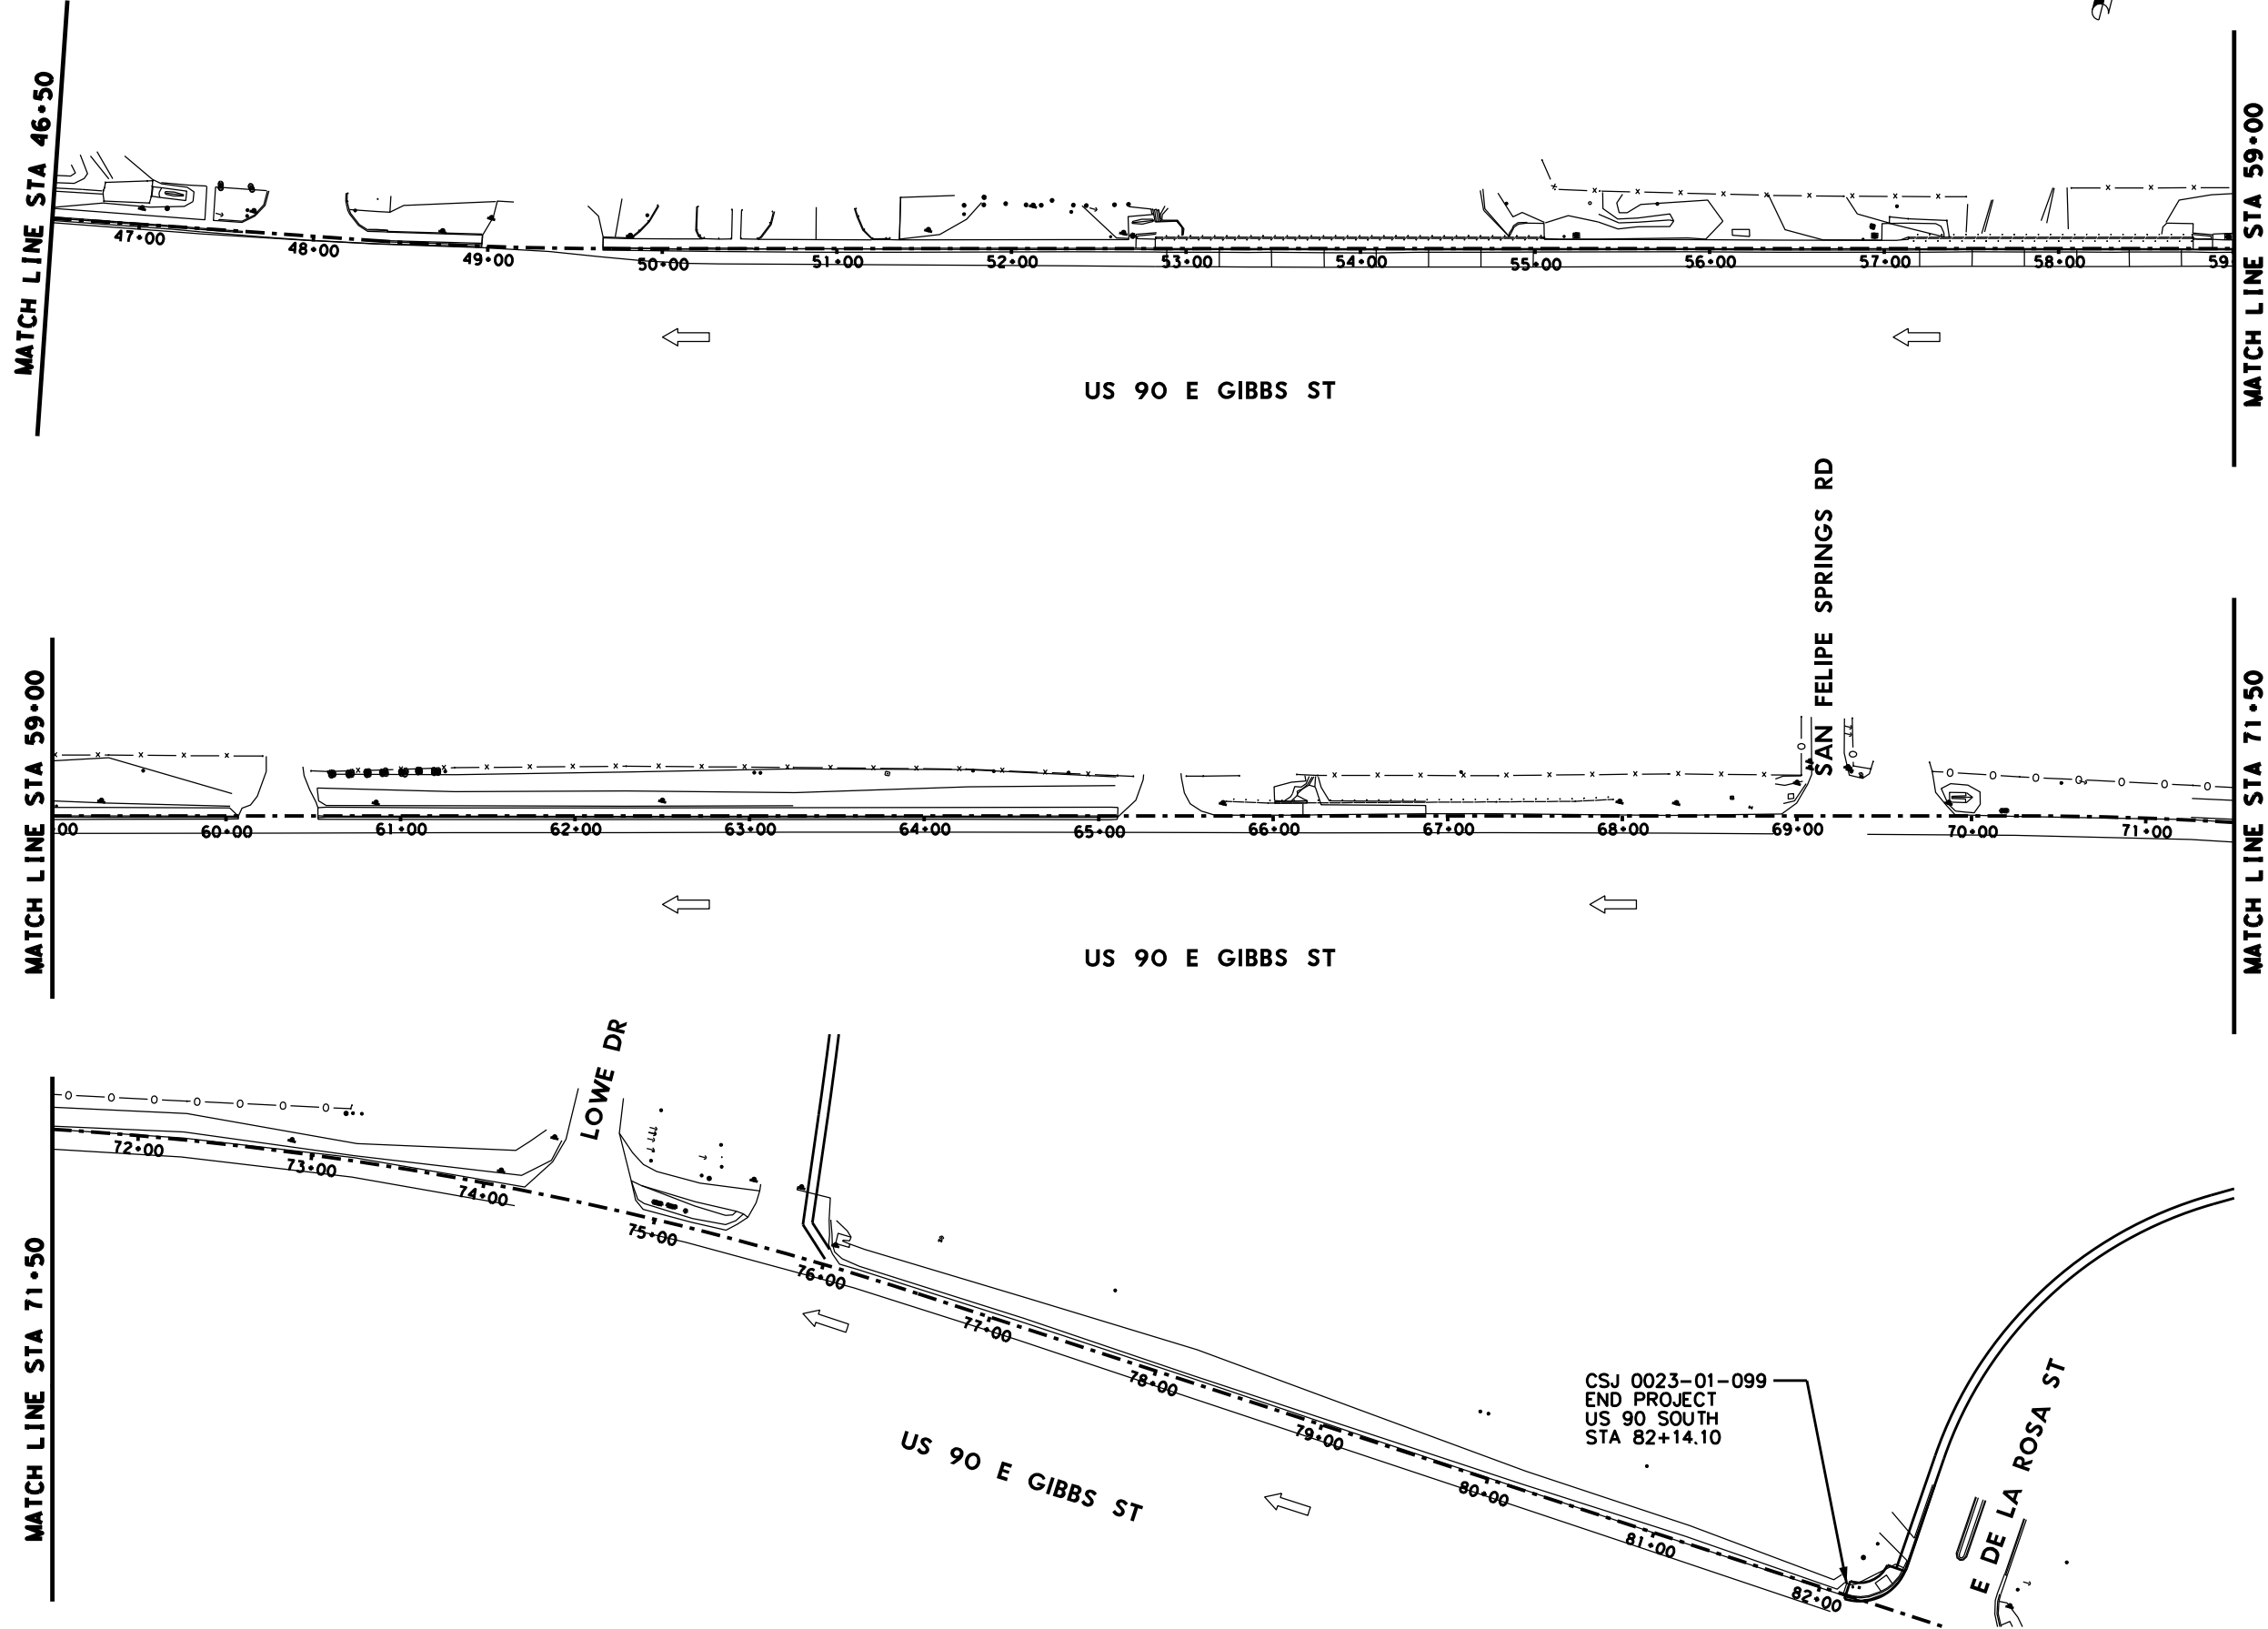 MATCH LINE STA 46+50
47+00
48+00
49+00
50+00
51+00
52+00
53+00
54+00
55+00
56+00
57+00
58+00
59
MATCH LINE STA 59+00
US 90 E GIBBS ST
SAN FELIPE SPRINGS RD
MATCH LINE STA 59+00
00
60+00
61+00
62+00
63+00
64+00
65+00
66+00
67+00
68+00
69+00
70+00
71+00
MATCH LINE STA 71+50
US 90 E GIBBS ST
LOWE DR
MATCH LINE STA 71+50
72+00
73+00
74+00
75+00
76+00
77+00
78+00
79+00
80+00
81+00
82+00
US 90 E GIBBS ST
CSJ 0023-01-099
END PROJECT
US 90 SOUTH
STA 82+14.10
E DE LA ROSA ST